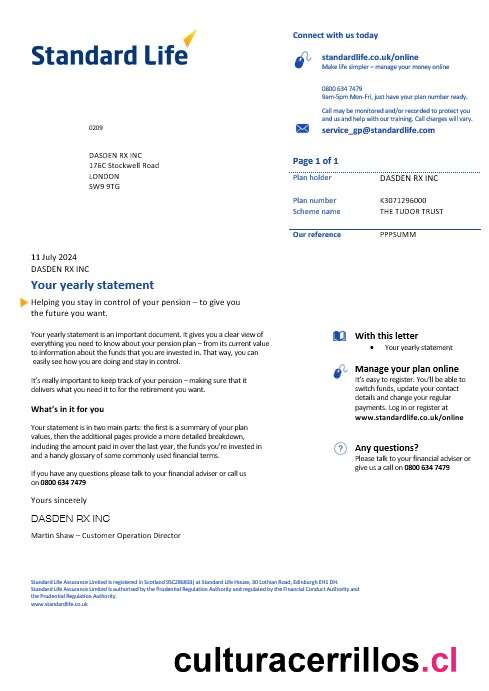 Standard Life
Connect with us today
standardlife.co.uk/online
Make life simpler – manage your money online
0800 634 7479
9am-5pm Mon-Fri, just have your plan number ready.
Call may be monitored and/or recorded to protect you
and us and help with our training. Call charges will vary.
service_gp@standardlife.com
0209
DASDEN RX INC
176C Stockwell Road
LONDON
SW9 9TG
Page 1 of 1
Plan holder DASDEN RX INC
Plan number K3071296000
Scheme name THE TUDOR TRUST
Our reference PPPSUMM
11 July 2024
DASDEN RX INC
Your yearly statement
Helping you stay in control of your pension – to give you
the future you want.
Your yearly statement is an important document. It gives you a clear view of
everything you need to know about your pension plan – from its current value
to information about the funds that you are invested in. That way, you can
easily see how you are doing and stay in control.
It's really important to keep track of your pension – making sure that it
delivers what you need it to for the retirement you want.
What's in it for you
Your statement is in two main parts: the first is a summary of your plan
values, then the additional pages provide a more detailed breakdown,
including the amount paid in over the last year, the funds you're invested in
and a handy glossary of some commonly used financial terms.
If you have any questions please talk to your financial adviser or call us
on 0800 634 7479
Yours sincerely
DASDEN RX INC
Martin Shaw – Customer Operation Director
With this letter
• Your yearly statement
Manage your plan online
It's easy to register. You'll be able to
switch funds, update your contact
details and change your regular
payments. Log in or register at
www.standardlife.co.uk/online
Any questions?
Please talk to your financial adviser or
give us a call on 0800 634 7479
Standard Life Assurance Limited is registered in Scotland at Standard Life House, 30 Lothian Road, Edinburgh EH1 DH.
Standard Life Assurance Limited is authorised by the Prudential Regulation Authority and regulated by the Financial Conduct Authority and
the Prudential Regulation Authority.
www.standardlife.co.uk
culturacerrillos.cl